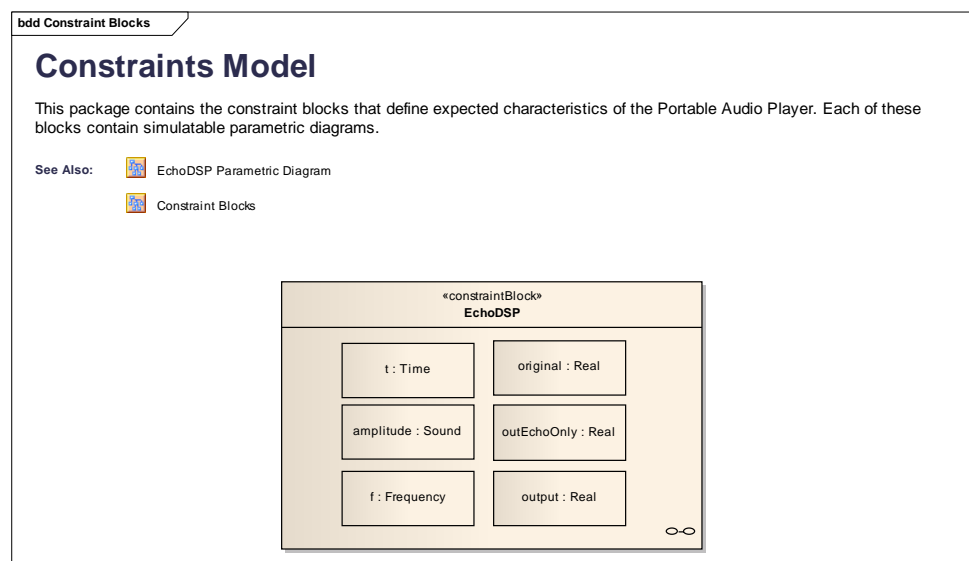 bdd Constraint Blocks
Constraints Model
This package contains the constraint blocks that define expected characteristics of the Portable Audio Player. Each of these
blocks contain simulatable parametric diagrams.
See Also:
EchoDSP Parametric Diagram
Constraint Blocks
«constraintBlock»
EchoDSP
t : Time
original : Real
amplitude : Sound
outEchoOnly : Real
f : Frequency
output : Real